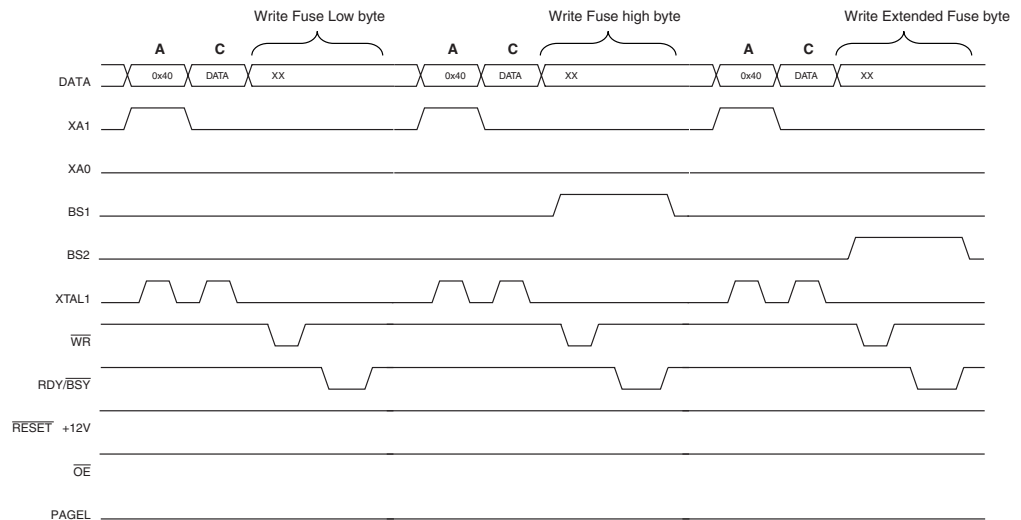 Write Fuse Low byte Write Fuse high byte Write Extended Fuse byte
A C A C A C
DATA 0x40 DATA XX 0x40 DATA XX 0x40 DATA XX
XA1
XA0
BS1
BS2
XTAL1
WR
RDY/BSY
RESET +12V
OE
PAGEL